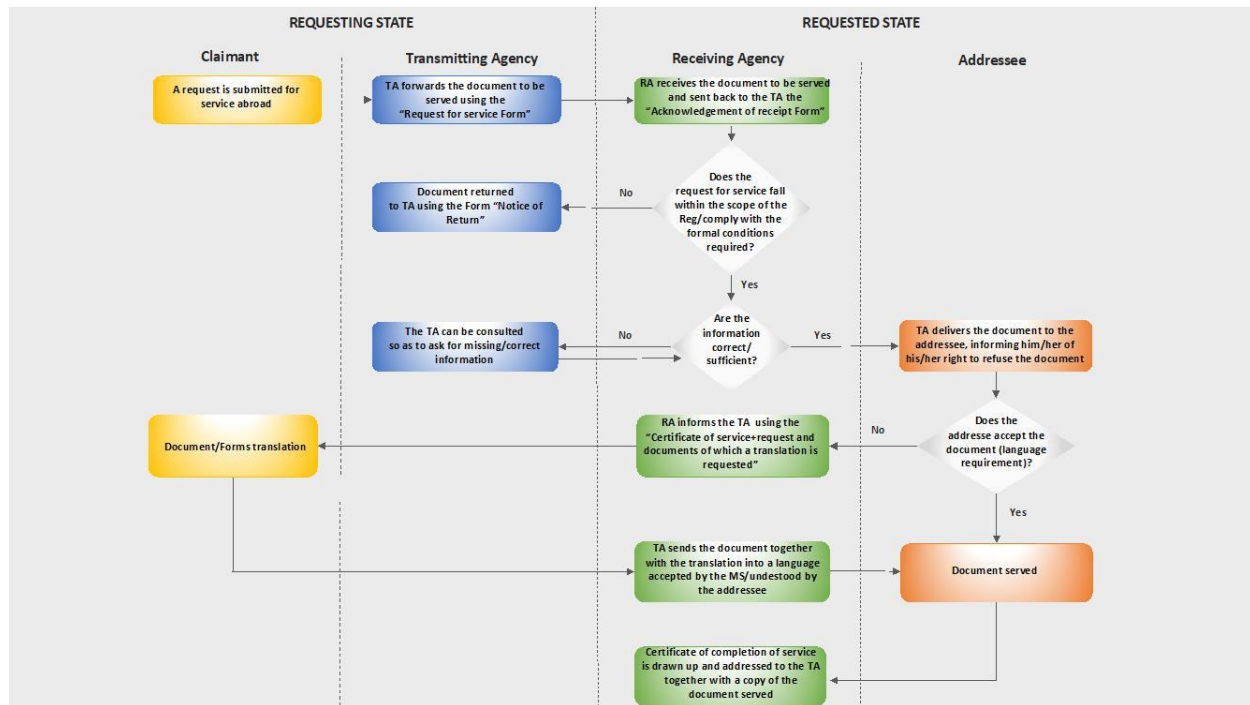 REQUESTING STATE
REQUESTED STATE
Claimant
Transmitting Agency
Receiving Agency
Addressee
A request is submitted for
service abroad
TA forwards the document to be
served using the
“Request for service Form”
RA receives the document to be served
and sent back to the TA the
“Acknowledgement of receipt Form”
Does the
request for service fall
within the scope of the
Reg/comply with the
formal conditions
required?
No
Document returned
to TA using the Form “Notice of
Return”
Yes
Are the
information
correct/
sufficient?
No
The TA can be consulted
so as to ask for missing/correct
information
Yes
TA delivers the document to the
addressee, informing him/her of
his/her right to refuse the document
Does the
addresse accept the
document (language
requirement)?
No
RA informs the TA using the
“Certificate of service+request and
documents of which a translation is
requested”
Document/Forms translation
Yes
TA sends the document together
with the translation into a language
accepted by the MS/undestood by
the addressee
Document served
Certificate of completion of service
is drawn up and addressed to the TA
together with a copy of the
document served